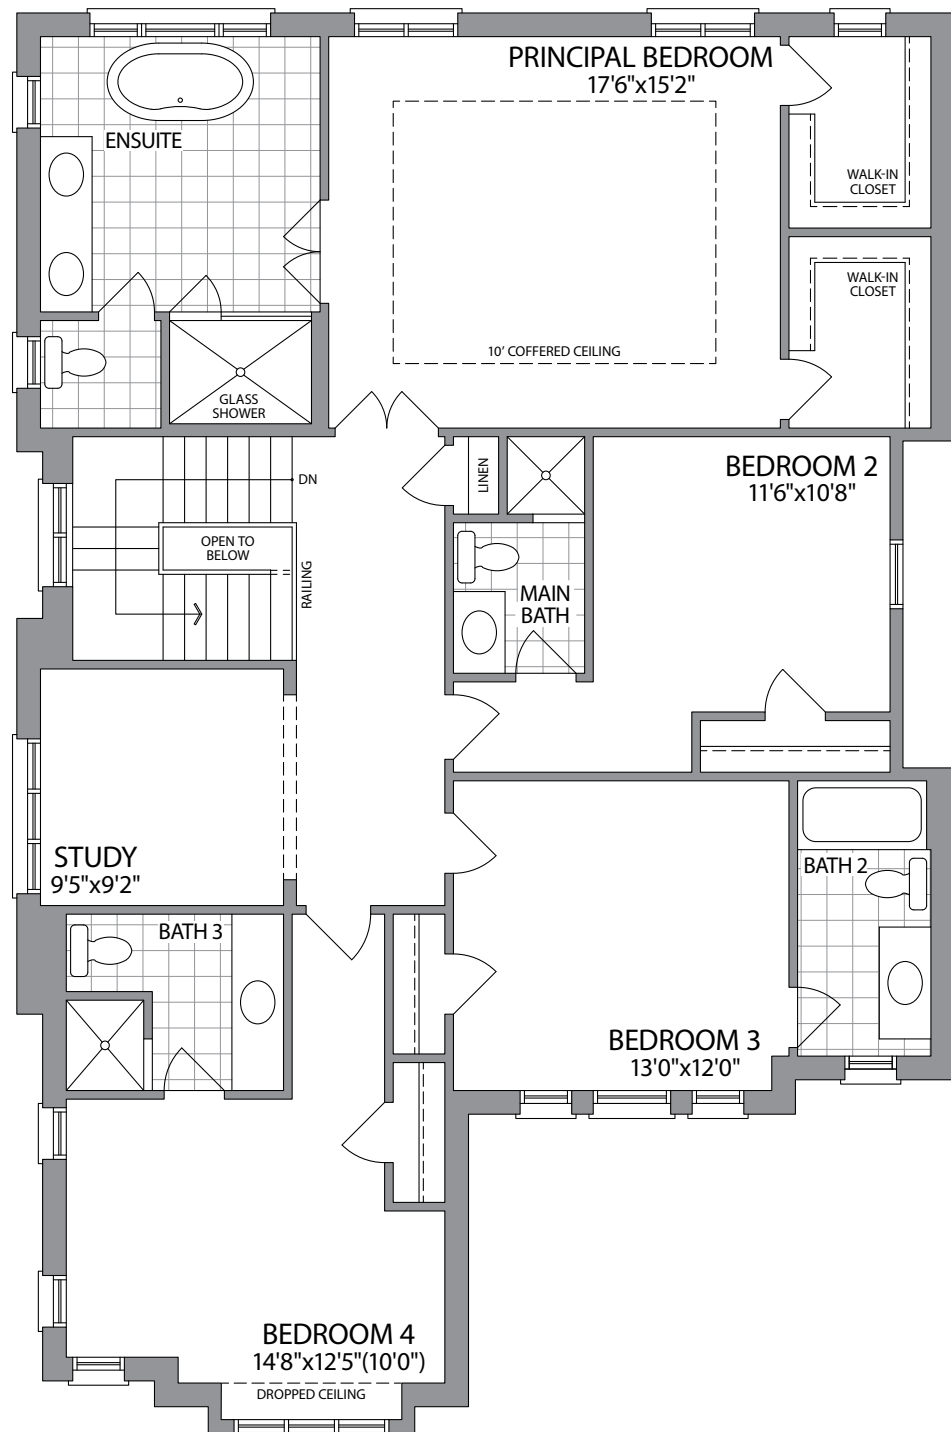 PRINCIPAL BEDROOM
17'6"x15'2"
ENSUITE
WALK-IN
CLOSET
WALK-IN
CLOSET
10' COFFERED CEILING
GLASS
SHOWER
DN
LINEN
BEDROOM 2
11'6"x10'8"
OPEN TO
BELOW
RAILING
MAIN
BATH
STUDY
9'5"x9'2"
BATH 2
BATH 3
BEDROOM 3
13'0"x12'0"
BEDROOM 4
14'8"x12'5"(10'0")
DROPPED CEILING